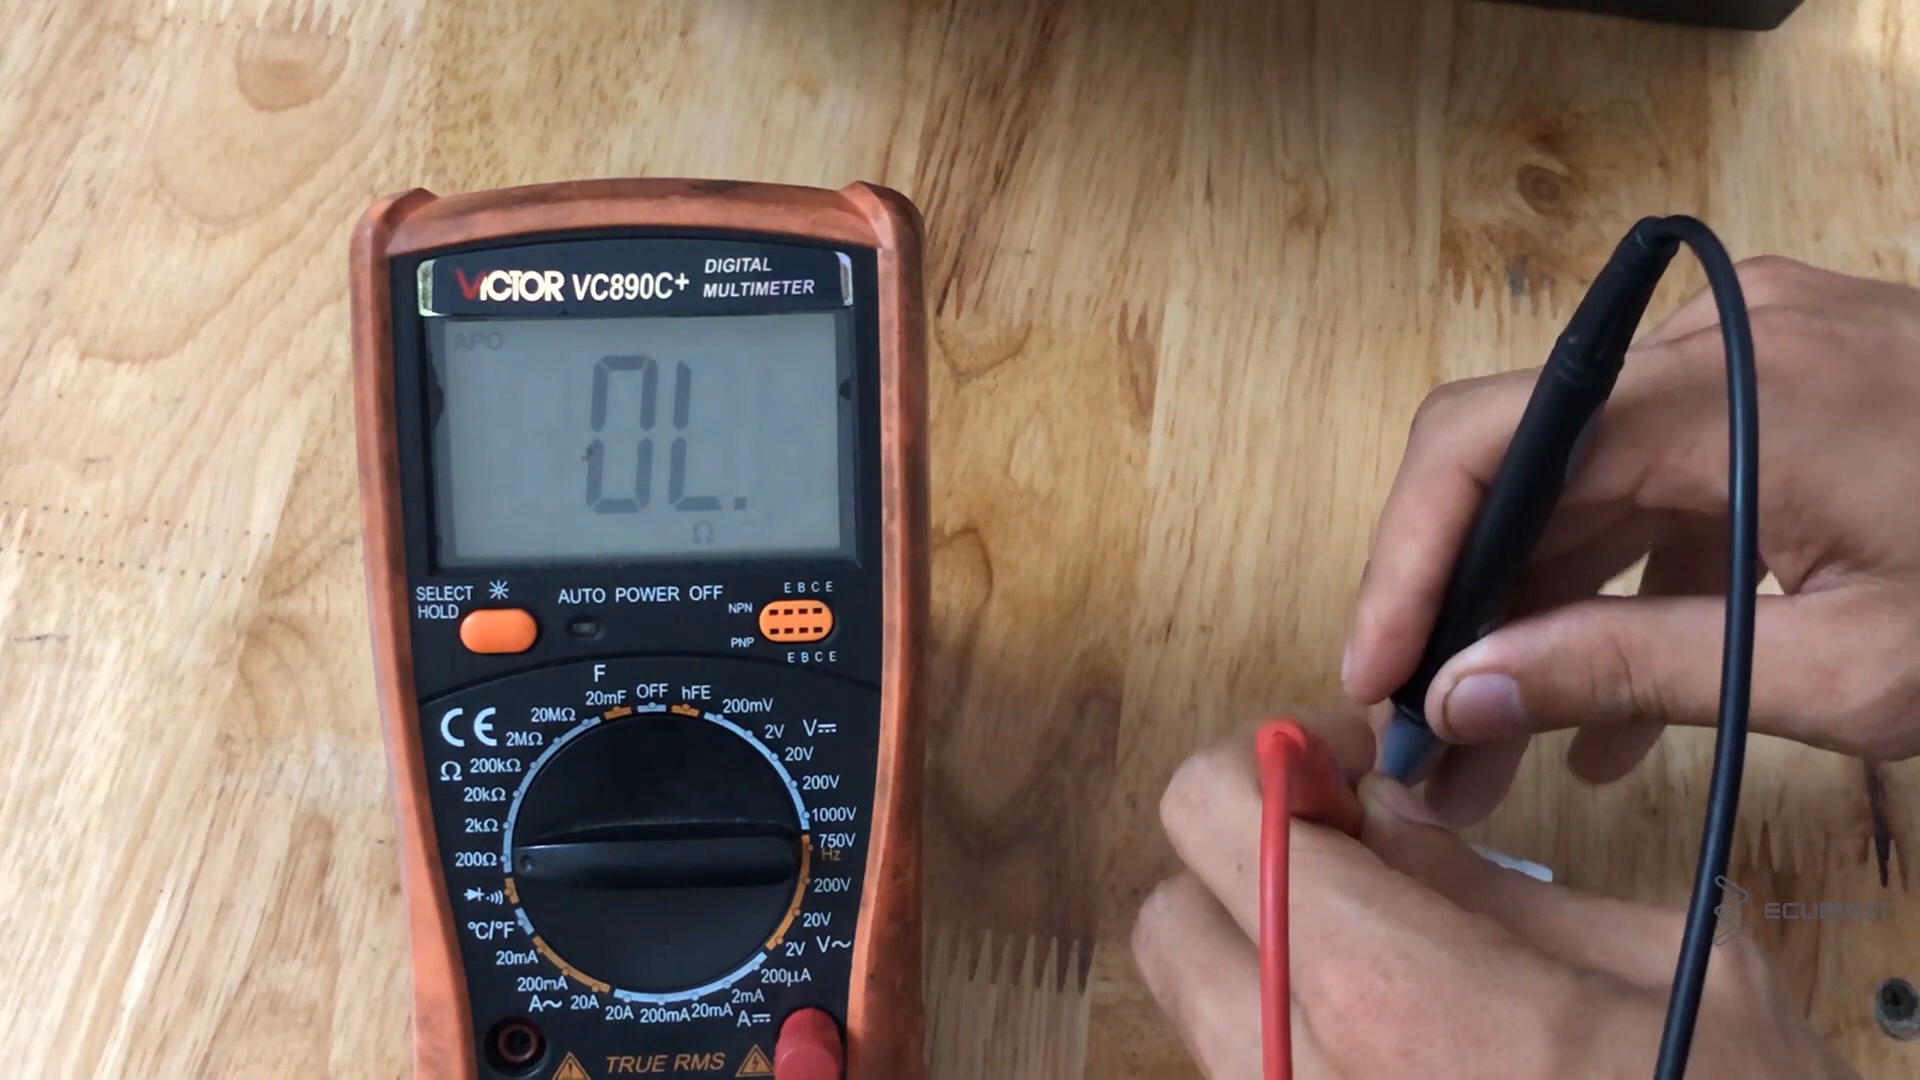 VICTOR VC890C+ DIGITAL MULTIMETER
APO
OL.
Ω
SELECT
HOLD
AUTO POWER OFF
E B C E
NPN
PNP
E B C E
F
20mF
OFF
hFE
200mV
2V
V⎓
20V
200V
1000V
750V
Hz
200V
20V
2V
V~
200µA
2mA
20mA
A⎓
200mA
20A
20A
A~
200mA
20mA
℃/℉
200Ω
2kΩ
20kΩ
Ω
200kΩ
2MΩ
20MΩ
CE
TRUE RMS